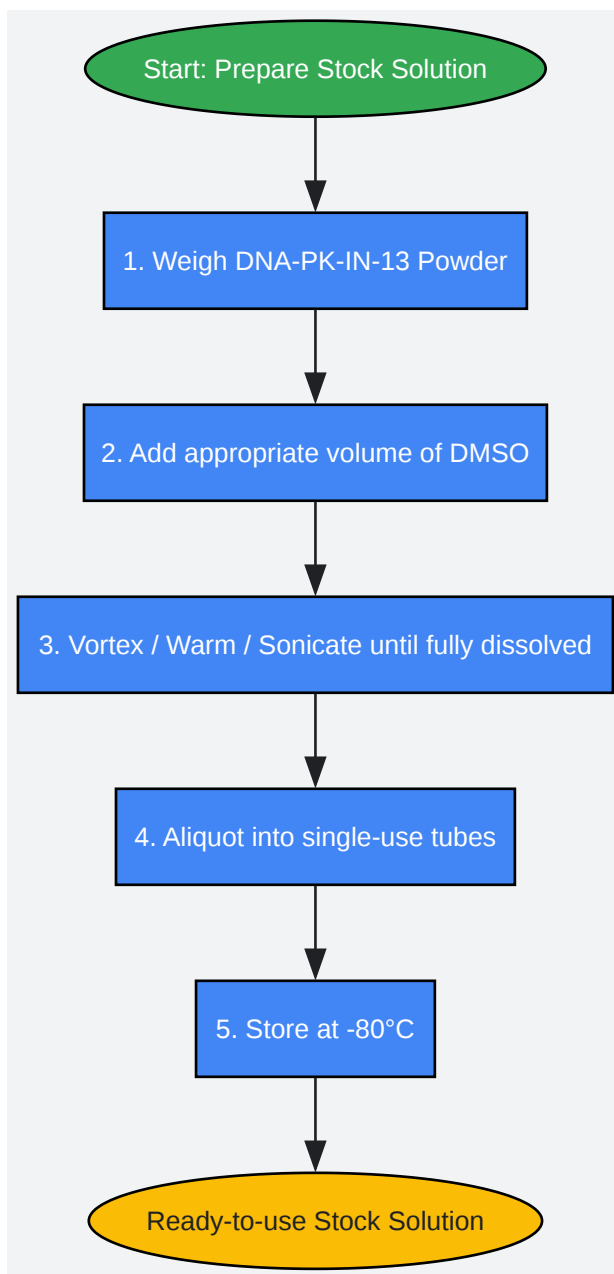 Start: Prepare Stock Solution
1. Weigh DNA-PK-IN-13 Powder
2. Add appropriate volume of DMSO
3. Vortex / Warm / Sonicate until fully dissolved
4. Aliquot into single-use tubes
5. Store at -80°C
Ready-to-use Stock Solution